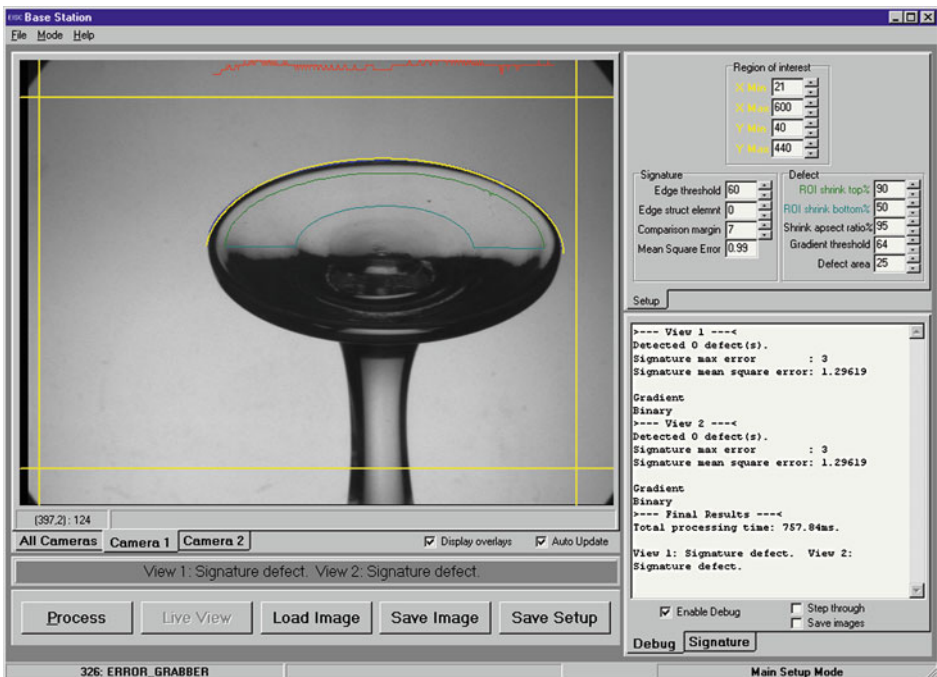 EISC Base Station
File Mode Help
Region of interest
X Min 21
X Max 600
Y Min 40
Y Max 440
Signature
Edge threshold 60
Edge struct elemnt 0
Comparison margin 7
Mean Square Error 0.99
Defect
ROI shrink top% 90
ROI shrink bottom% 50
Shrink apsect ratio% 95
Gradient threshold 64
Defect area 25
Setup
>--- View 1 ---<
Detected 0 defect(s).
Signature max error : 3
Signature mean square error: 1.29619
Gradient
Binary
>--- View 2 ---<
Detected 0 defect(s).
Signature max error : 3
Signature mean square error: 1.29619
Gradient
Binary
>--- Final Results ---<
Total processing time: 757.84ms.
View 1: Signature defect. View 2:
Signature defect.
(397,2) : 124
All Cameras Camera 1 Camera 2 Display overlays Auto Update
View 1: Signature defect. View 2: Signature defect.
Process Live View Load Image Save Image Save Setup
Enable Debug Step through
Save images
Debug Signature
326: ERROR_GRABBER Main Setup Mode